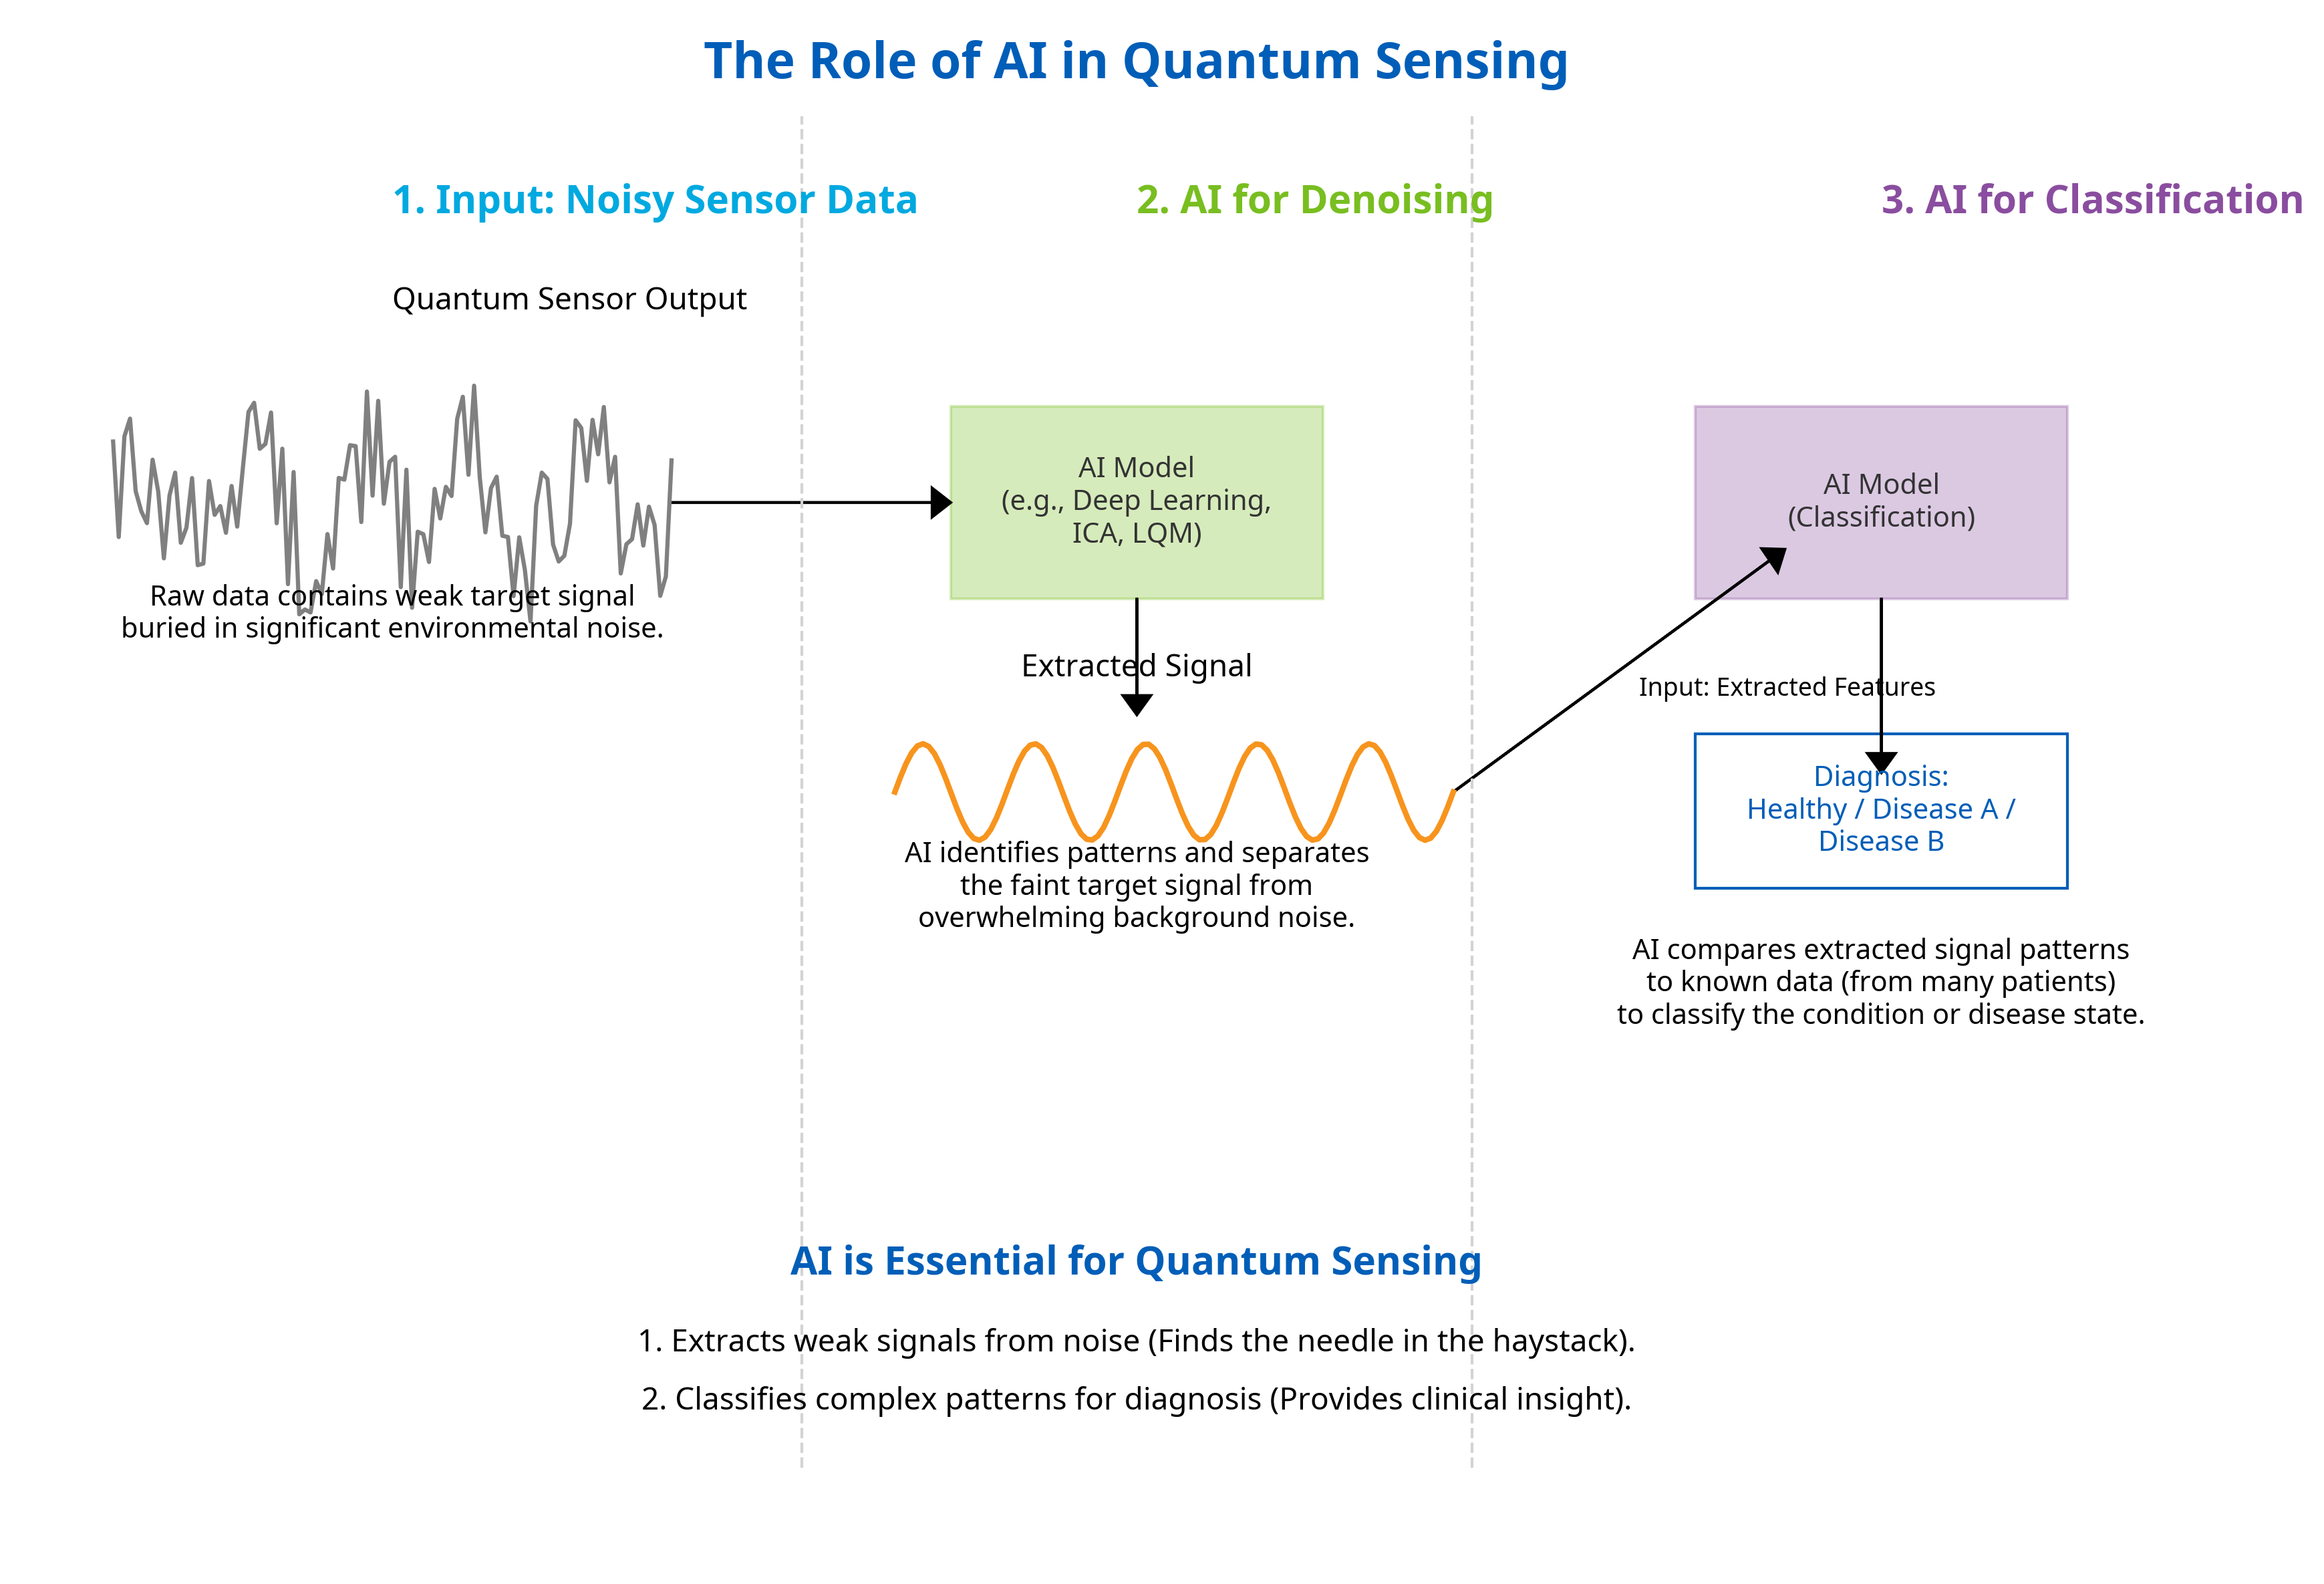 The Role of AI in Quantum Sensing
1. Input: Noisy Sensor Data
Quantum Sensor Output
Raw data contains weak target signal
buried in significant environmental noise.
2. AI for Denoising
AI Model
(e.g., Deep Learning,
ICA, LQM)
Extracted Signal
AI identifies patterns and separates
the faint target signal from
overwhelming background noise.
3. AI for Classification
AI Model
(Classification)
Input: Extracted Features
Diagnosis:
Healthy / Disease A /
Disease B
AI compares extracted signal patterns
to known data (from many patients)
to classify the condition or disease state.
AI is Essential for Quantum Sensing
1. Extracts weak signals from noise (Finds the needle in the haystack).
2. Classifies complex patterns for diagnosis (Provides clinical insight).